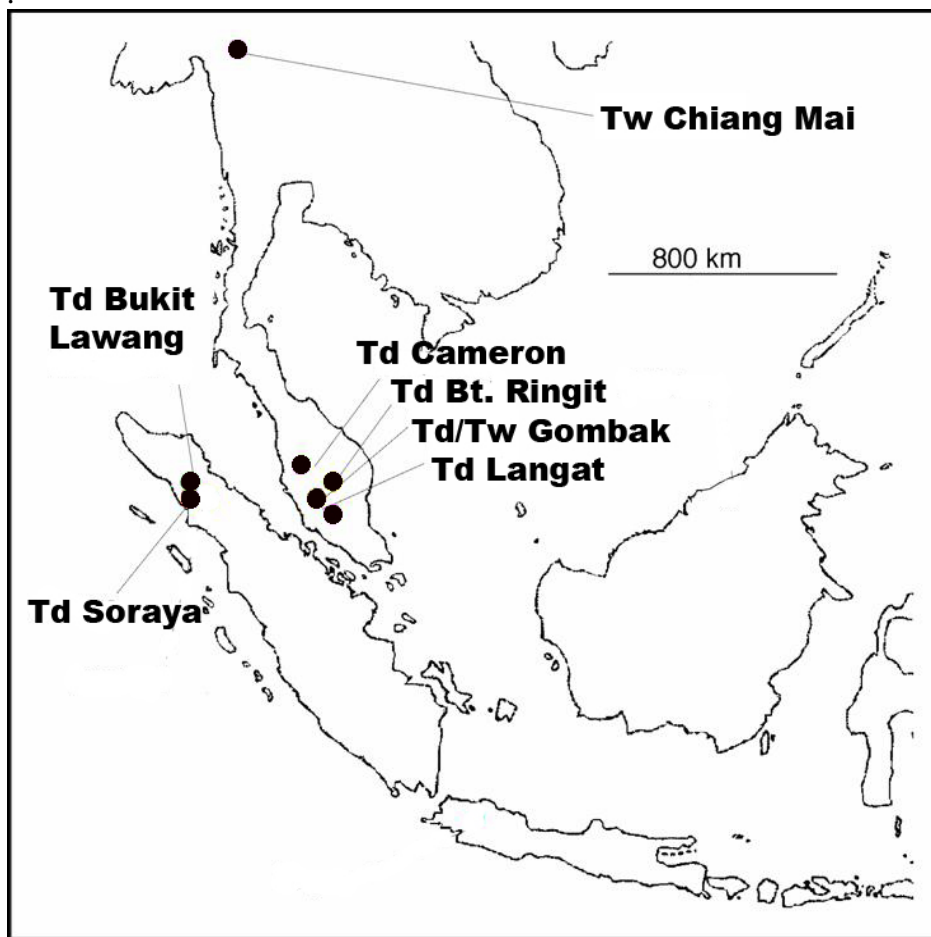 Tw Chiang Mai
800 km
Td Bukit
Lawang
Td Cameron
Td Bt. Ringit
Td/Tw Gombak
Td Langat
Td Soraya